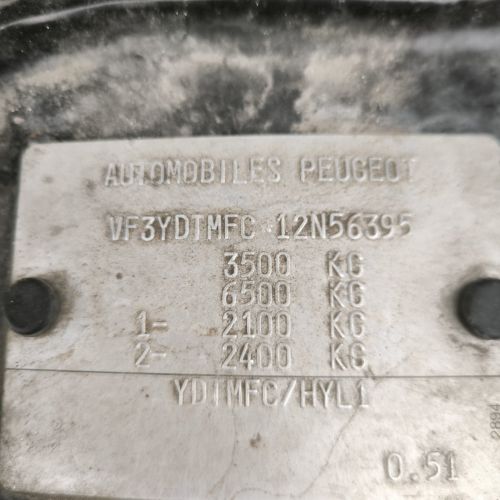 AUTOMOBILES PEUGEOT
VF3YDTMFC 12N56395
3500 KG
6500 KG
1- 2100 KG
2- 2400 KG
YDTMFC/HYL1
0.51